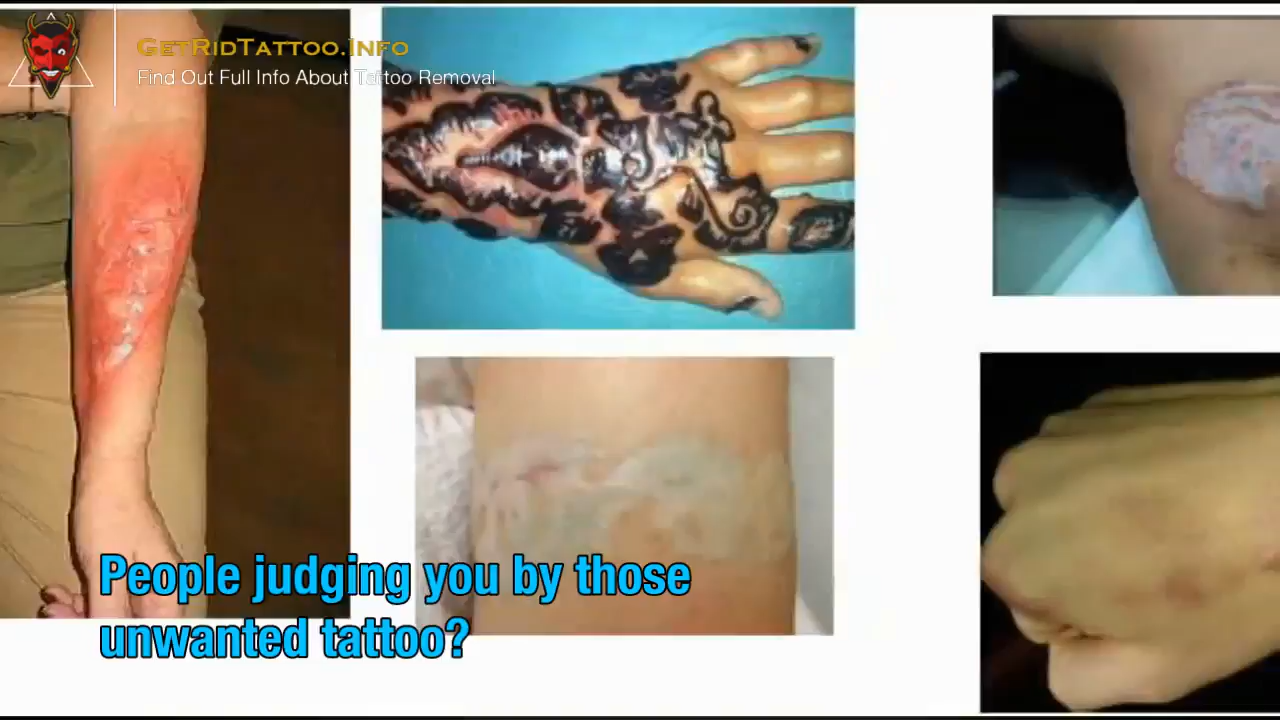 GetRidTattoo.Info
Find Out Full Info About Tattoo Removal
People judging you by those
unwanted tattoo?